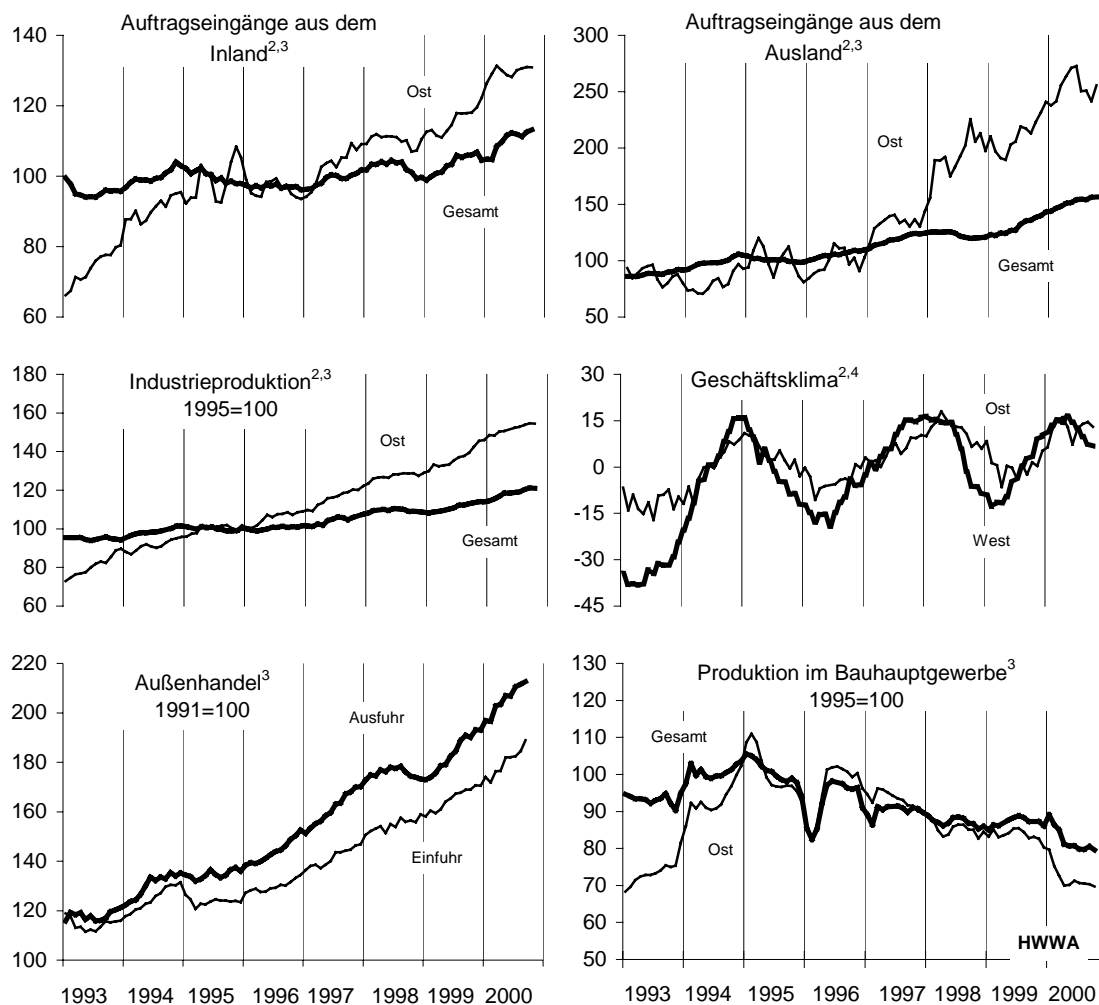 Auftragseingänge aus dem
Inland2,3
140
120
100
80
60
Ost
Gesamt
Auftragseingänge aus dem
Ausland2,3
300
250
200
150
100
50
Ost
Gesamt
Industrieproduktion2,3
1995=100
180
160
140
120
100
80
60
Ost
Gesamt
Geschäftsklima2,4
30
15
0
-15
-30
-45
Ost
West
Außenhandel3
1991=100
220
200
180
160
140
120
100
Ausfuhr
Einfuhr
1993 1994 1995 1996 1997 1998 1999 2000
Produktion im Bauhauptgewerbe3
1995=100
130
120
110
100
90
80
70
60
50
Gesamt
Ost
HWWA
1993 1994 1995 1996 1997 1998 1999 2000